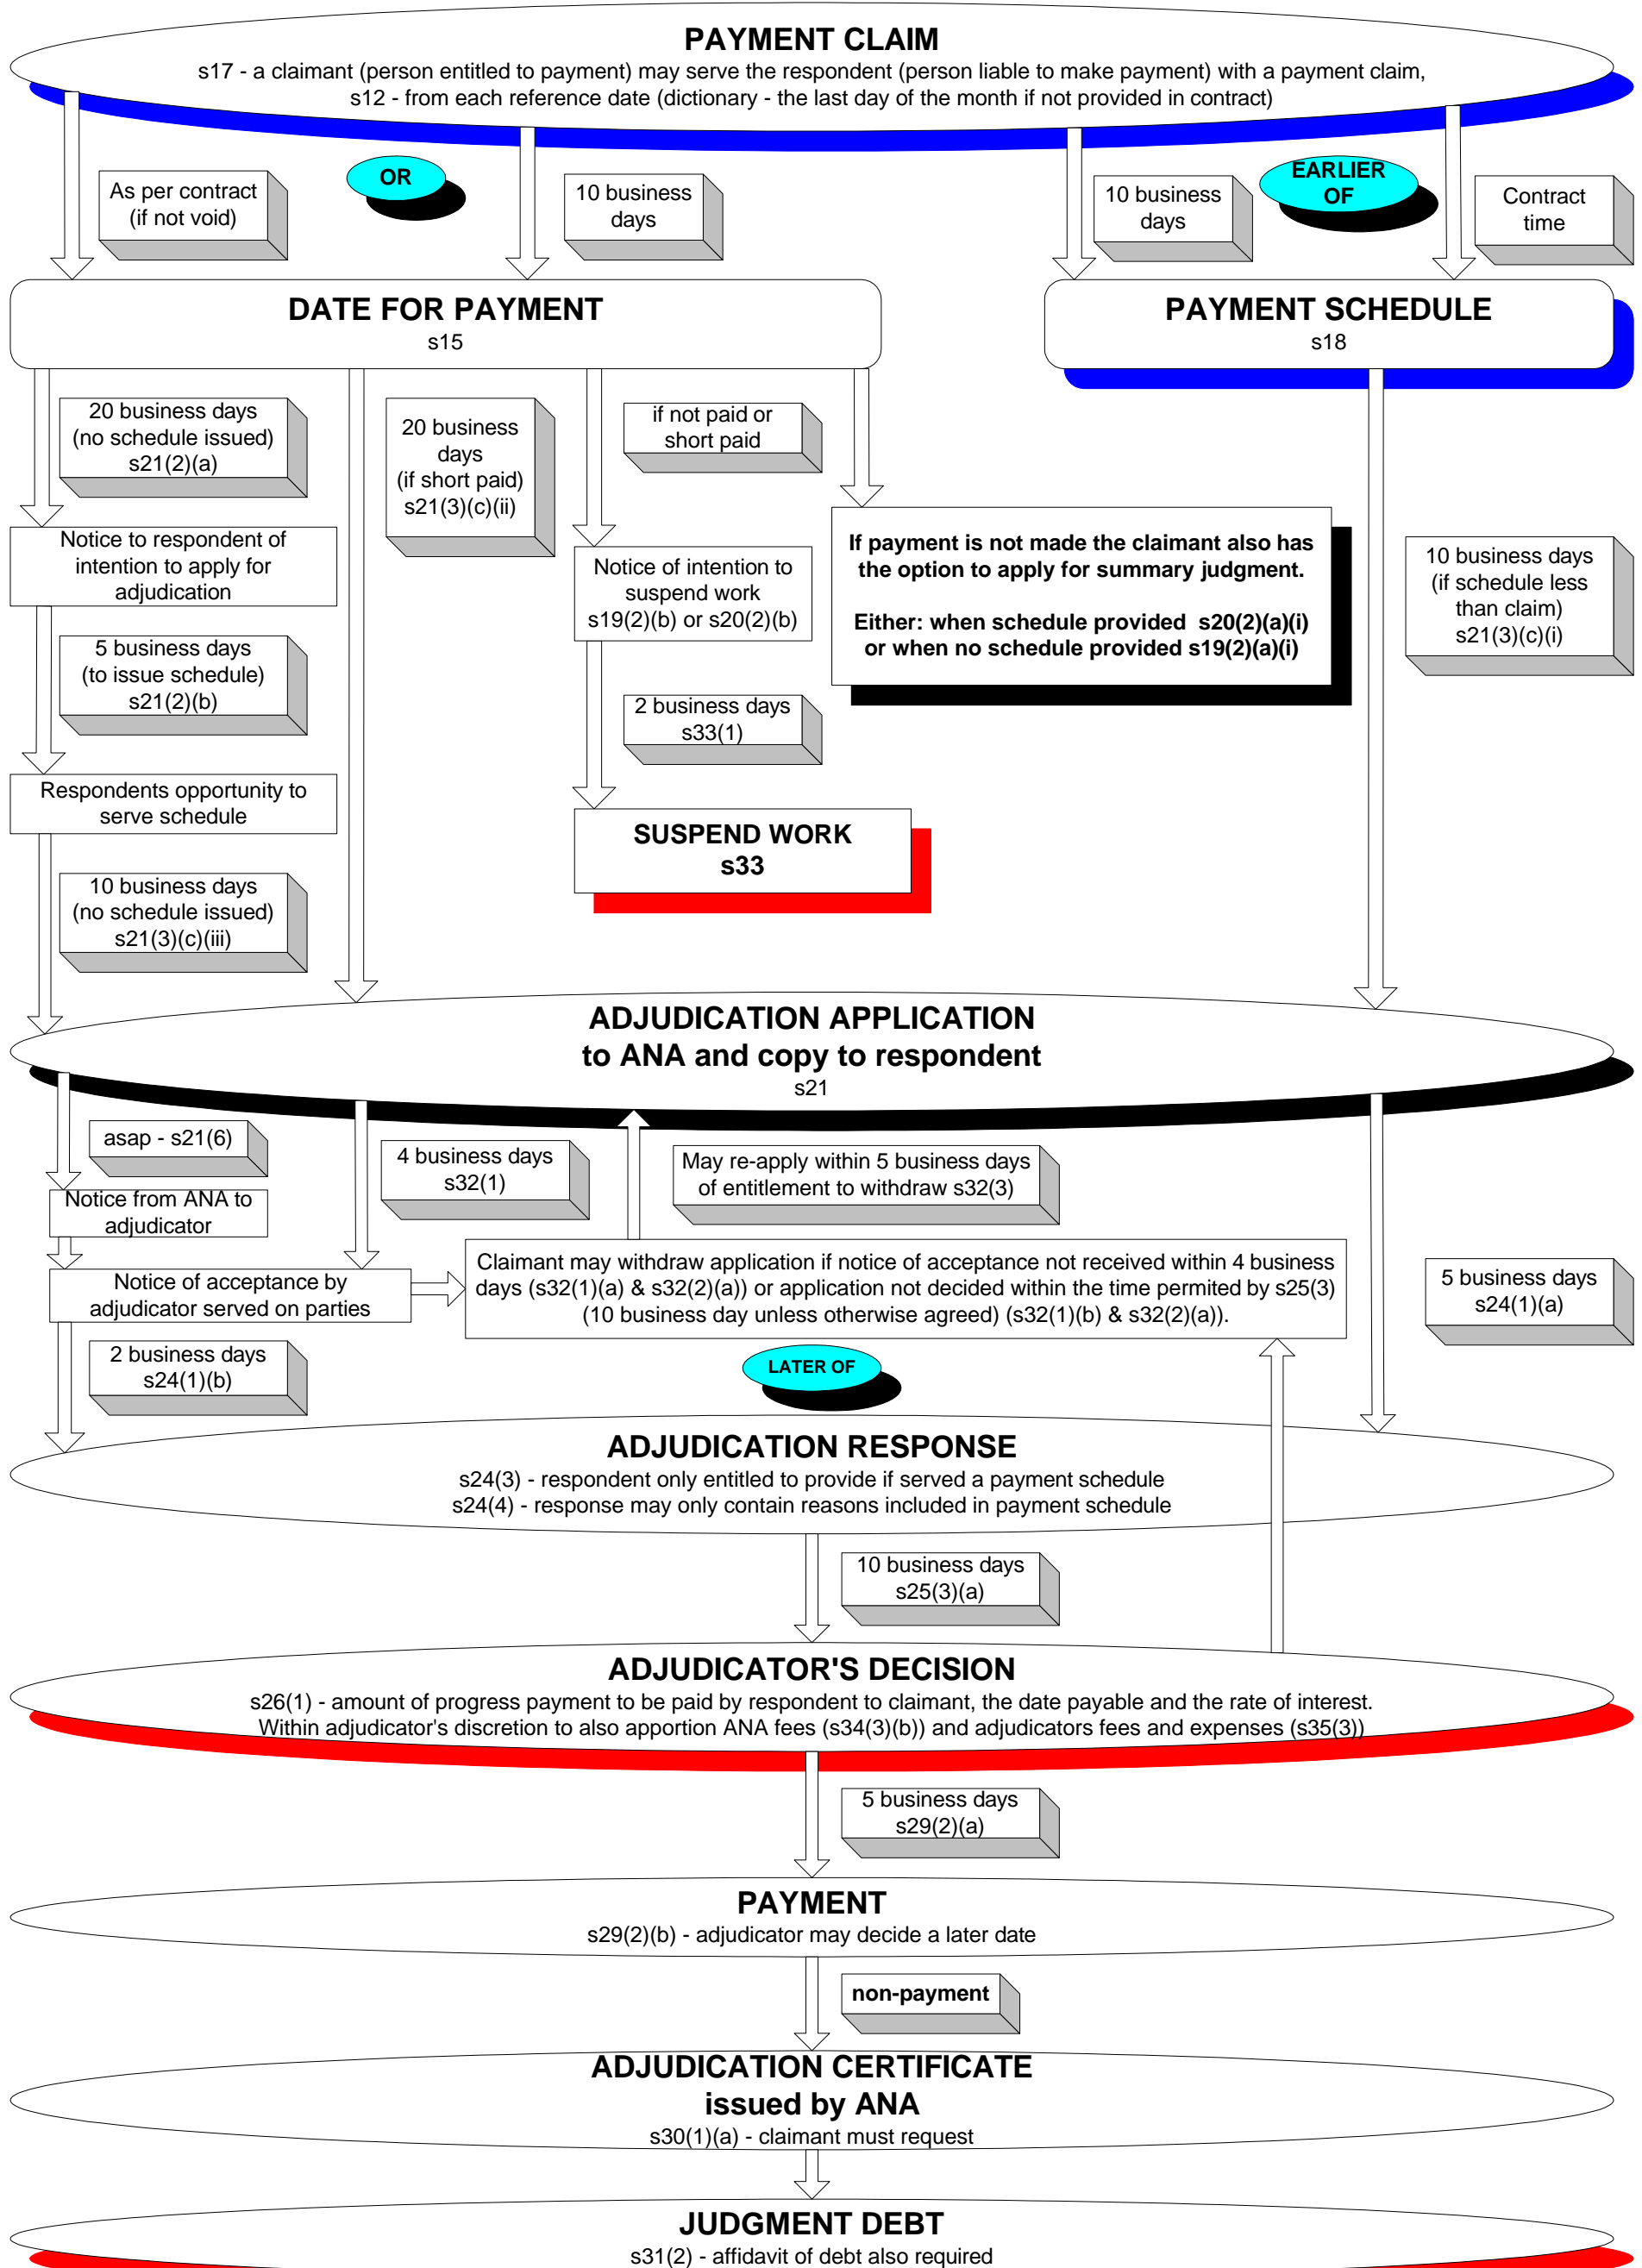 PAYMENT CLAIM
s17 - a claimant (person entitled to payment) may serve the respondent (person liable to make payment) with a payment claim,
s12 - from each reference date (dictionary - the last day of the month if not provided in contract)
As per contract
(if not void)
OR
10 business
days
10 business
days
EARLIER
OF
Contract
time
DATE FOR PAYMENT
s15
PAYMENT SCHEDULE
s18
20 business days
(no schedule issued)
s21(2)(a)
20 business
days
(if short paid)
s21(3)(c)(ii)
if not paid or
short paid
Notice to respondent of
intention to apply for
adjudication
Notice of intention to
suspend work
s19(2)(b) or s20(2)(b)
If payment is not made the claimant also has
the option to apply for summary judgment.
Either: when schedule provided  s20(2)(a)(i)
or when no schedule provided s19(2)(a)(i)
10 business days
(if schedule less
than claim)
s21(3)(c)(i)
5 business days
(to issue schedule)
s21(2)(b)
2 business days
s33(1)
Respondents opportunity to
serve schedule
SUSPEND WORK
s33
10 business days
(no schedule issued)
s21(3)(c)(iii)
ADJUDICATION APPLICATION
to ANA and copy to respondent
s21
asap - s21(6)
4 business days
s32(1)
May re-apply within 5 business days
of entitlement to withdraw s32(3)
Notice from ANA to
adjudicator
Notice of acceptance by
adjudicator served on parties
Claimant may withdraw application if notice of acceptance not received within 4 business
days (s32(1)(a) & s32(2)(a)) or application not decided within the time permited by s25(3)
(10 business day unless otherwise agreed) (s32(1)(b) & s32(2)(a)).
5 business days
s24(1)(a)
2 business days
s24(1)(b)
LATER OF
ADJUDICATION RESPONSE
s24(3) - respondent only entitled to provide if served a payment schedule
s24(4) - response may only contain reasons included in payment schedule
10 business days
s25(3)(a)
ADJUDICATOR'S DECISION
s26(1) - amount of progress payment to be paid by respondent to claimant, the date payable and the rate of interest.
Within adjudicator's discretion to also apportion ANA fees (s34(3)(b)) and adjudicators fees and expenses (s35(3))
5 business days
s29(2)(a)
PAYMENT
s29(2)(b) - adjudicator may decide a later date
non-payment
ADJUDICATION CERTIFICATE
issued by ANA
s30(1)(a) - claimant must request
JUDGMENT DEBT
s31(2) - affidavit of debt also required